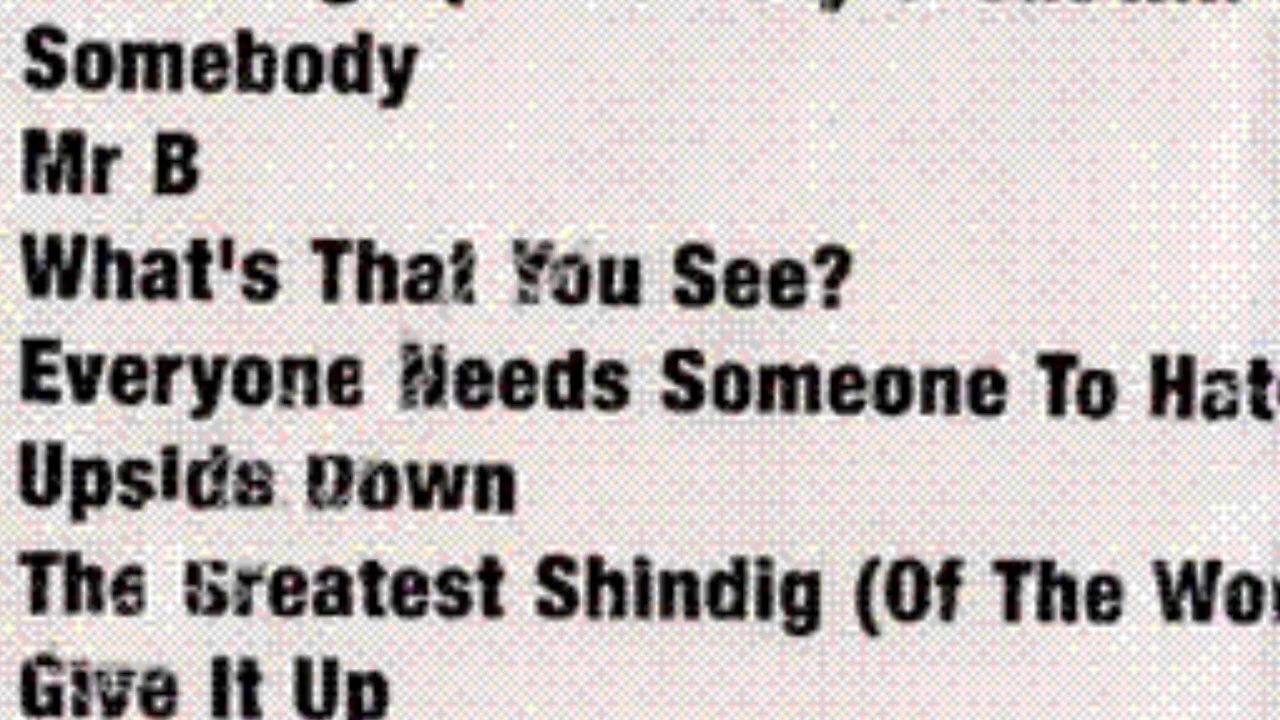 Somebody
Mr B
What's That You See?
Everyone Needs Someone To
Upside Down
The Greatest Shindig (Of The
Give It Up